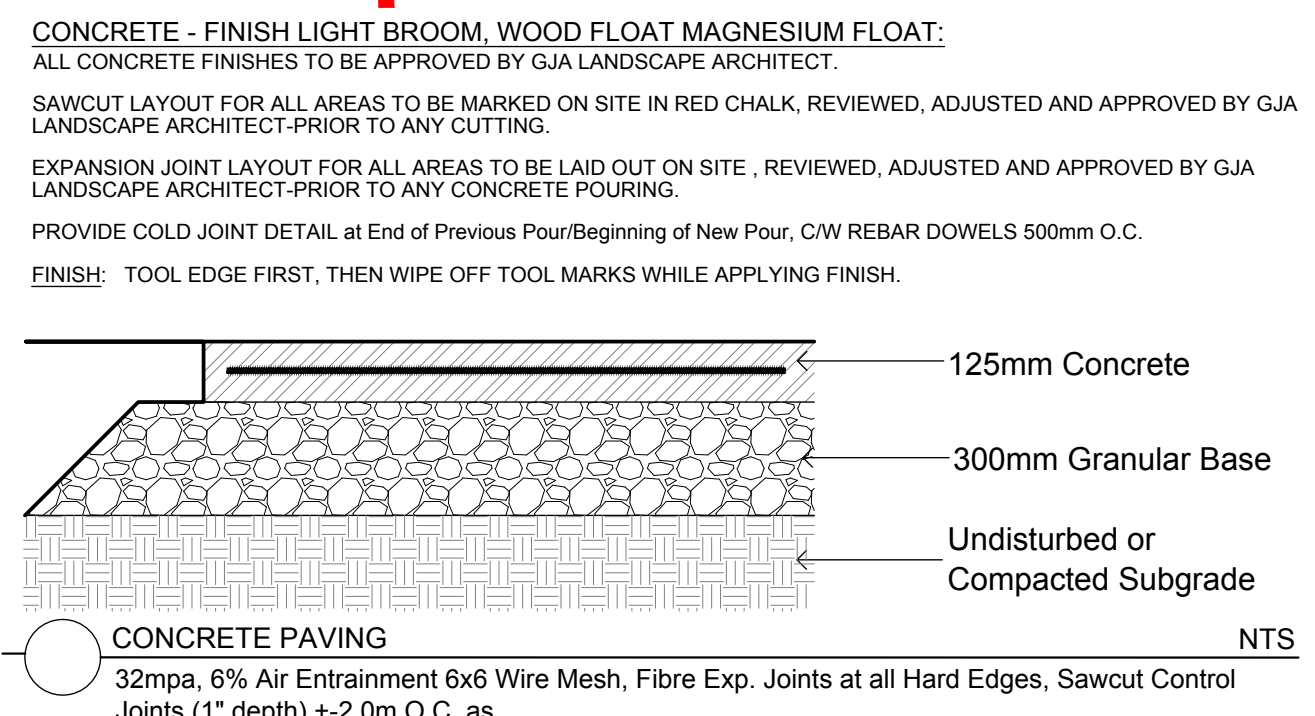 CONCRETE - FINISH LIGHT BROOM, WOOD FLOAT MAGNESIUM FLOAT:
ALL CONCRETE FINISHES TO BE APPROVED BY GJA LANDSCAPE ARCHITECT.
SAWCUT LAYOUT FOR ALL AREAS TO BE MARKED ON SITE IN RED CHALK, REVIEWED, ADJUSTED AND APPROVED BY GJA
LANDSCAPE ARCHITECT-PRIOR TO ANY CUTTING.
EXPANSION JOINT LAYOUT FOR ALL AREAS TO BE LAID OUT ON SITE , REVIEWED, ADJUSTED AND APPROVED BY GJA
LANDSCAPE ARCHITECT-PRIOR TO ANY CONCRETE POURING.
PROVIDE COLD JOINT DETAIL at End of Previous Pour/Beginning of New Pour, C/W REBAR DOWELS 500mm O.C.
FINISH: TOOL EDGE FIRST, THEN WIPE OFF TOOL MARKS WHILE APPLYING FINISH.
125mm Concrete
300mm Granular Base
Undisturbed or
Compacted Subgrade
CONCRETE PAVING NTS
32mpa, 6% Air Entrainment 6x6 Wire Mesh, Fibre Exp. Joints at all Hard Edges, Sawcut Control
Joints (1" depth) +-2.0m O.C. as